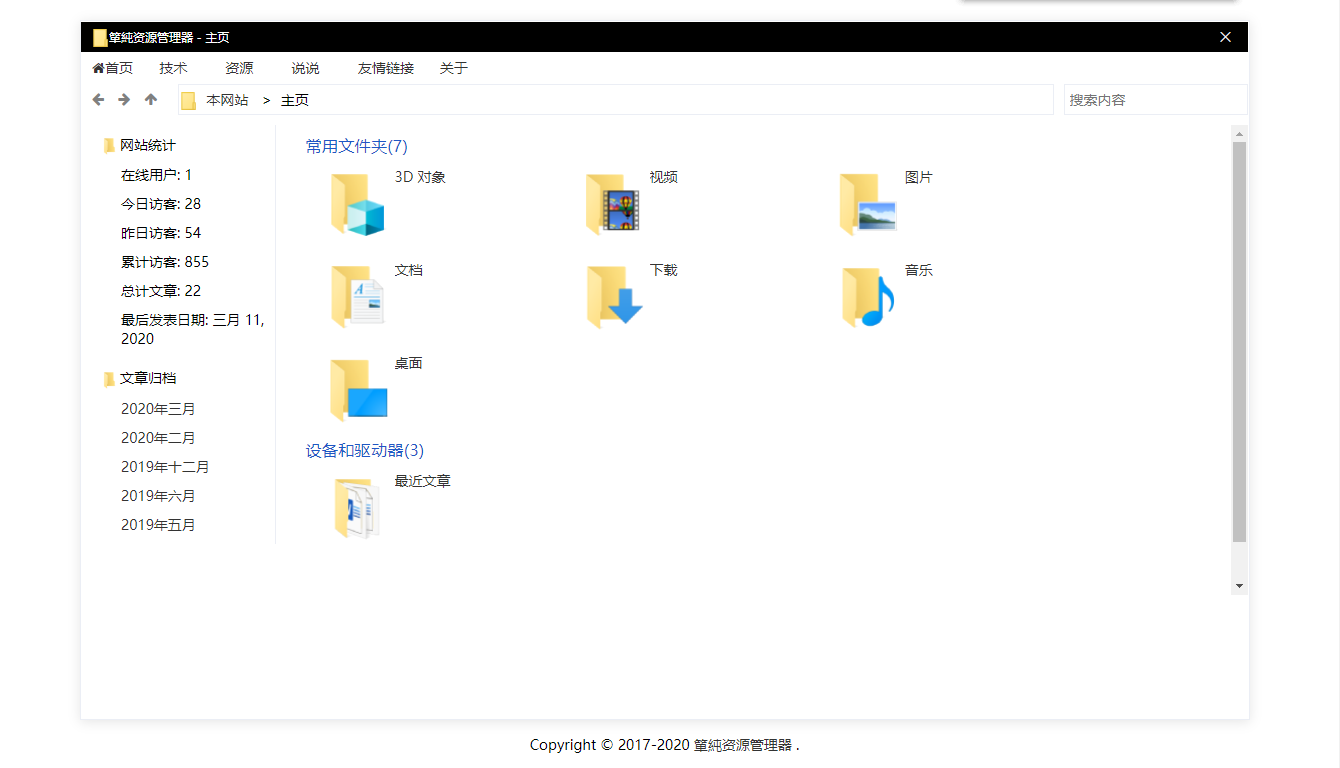 肇純资源管理器 - 主页
首页 技术 资源 说说 友情链接 关于
本网站 > 主页 搜索内容
网站统计
在线用户: 1
今日访客: 28
昨日访客: 54
累计访客: 855
总计文章: 22
最后发表日期: 三月 11,
2020
文章归档
2020年三月
2020年二月
2019年十二月
2019年六月
2019年五月
常用文件夹(7)
3D 对象 视频 图片
文档 下载 音乐
桌面
设备和驱动器(3)
最近文章
Copyright © 2017-2020 肇純资源管理器 .